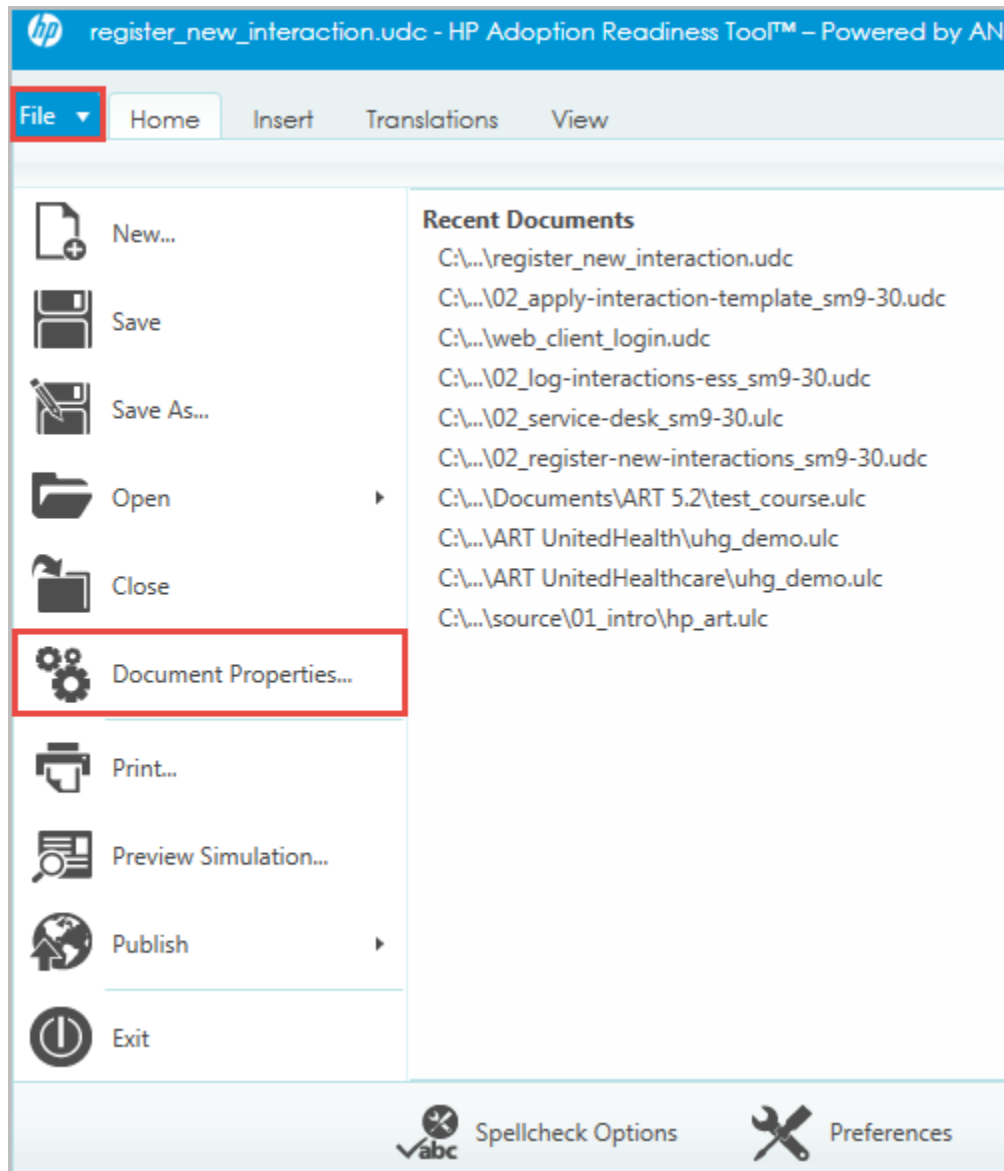 hp register_new_interaction.udc - HP Adoption Readiness Tool™ – Powered by AN
File Home Insert Translations View
New...
Save
Save As...
Open
Close
Document Properties...
Print...
Preview Simulation...
Publish
Exit
Recent Documents
C:\...\register_new_interaction.udc
C:\...\02_apply-interaction-template_sm9-30.udc
C:\...\web_client_login.udc
C:\...\02_log-interactions-ess_sm9-30.udc
C:\...\02_service-desk_sm9-30.ulc
C:\...\02_register-new-interactions_sm9-30.udc
C:\...\Documents\ART 5.2\test_course.ulc
C:\...\ART UnitedHealth\uhg_demo.ulc
C:\...\ART UnitedHealthcare\uhg_demo.ulc
C:\...\source\01_intro\hp_art.ulc
abc Spellcheck Options Preferences